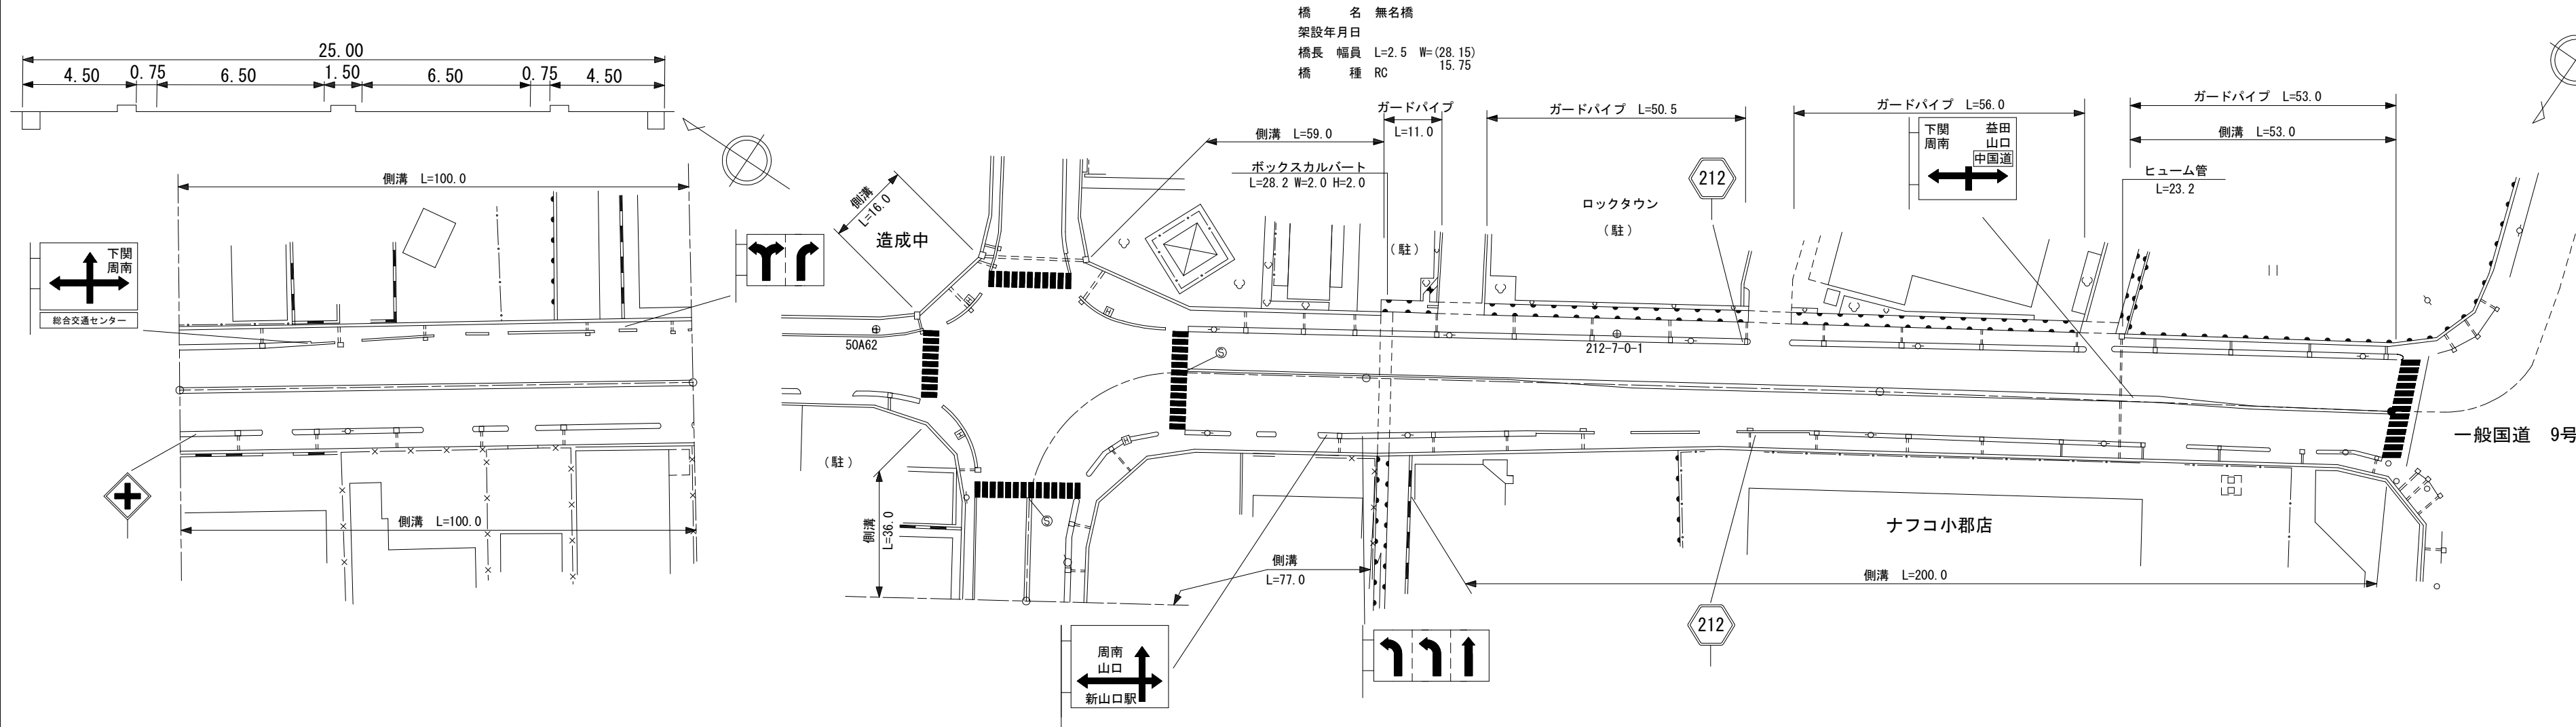 橋　　名　無名橋
架設年月日
橋長　幅員　L=2.5　W=(28.15)
15.75
橋　　種　RC
25.00
4.50　0.75　6.50　1.50　6.50　0.75　4.50
側溝　L=100.0
下関
周南
総合交通センター
側溝　L=100.0
側溝
L=16.0
造成中
50A62
(駐)
側溝
L=36.0
側溝　L=59.0
ボックスカルバート
L=28.2 W=2.0 H=2.0
ガードパイプ
L=11.0
(駐)
ガードパイプ　L=50.5
ロックタウン
(駐)
212
212-7-0-1
ガードパイプ　L=56.0
下関　益田
周南　山口
中国道
ガードパイプ　L=53.0
側溝　L=53.0
ヒューム管
L=23.2
一般国道　9号
S
S
ナフコ小郡店
側溝
L=77.0
側溝　L=200.0
212
周南
山口
新山口駅